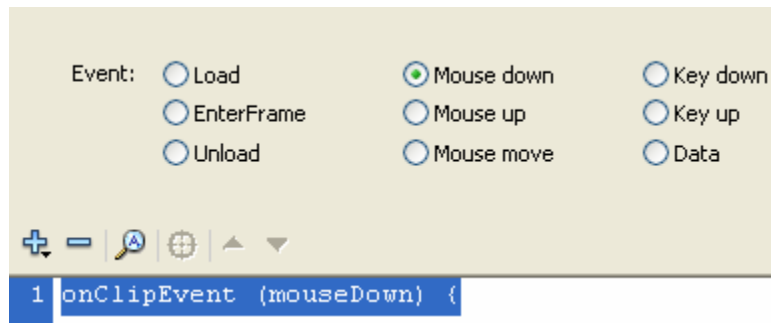 Event: Load Mouse down Key down
EnterFrame Mouse up Key up
Unload Mouse move Data
1 onClipEvent (mouseDown) {